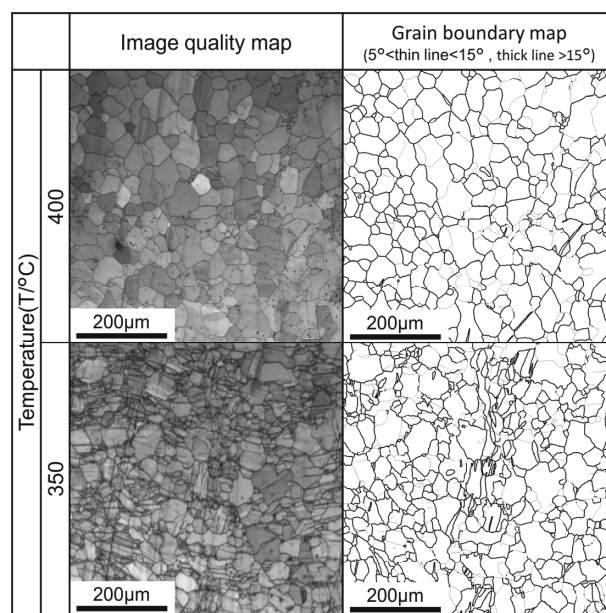 Image quality map
Grain boundary map
(5°<thin line<15° , thick line >15°)
Temperature(T/°C)
400
200μm
200μm
350
200μm
200μm